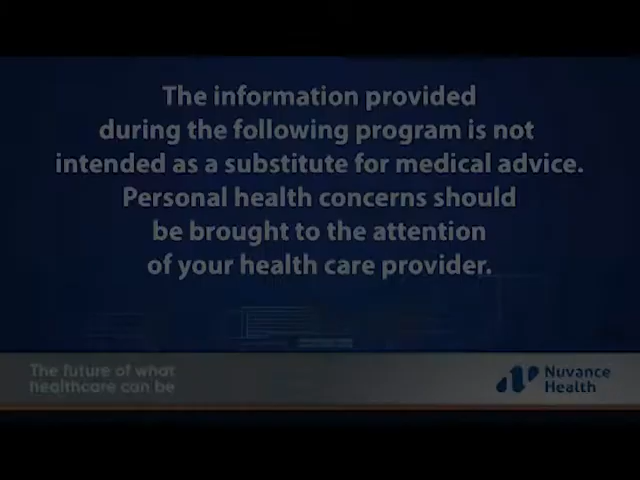 The information provided
during the following program is not
intended as a substitute for medical advice.
Personal health concerns should
be brought to the attention
of your health care provider.
The future of what
healthcare can be
Nuvance
Health